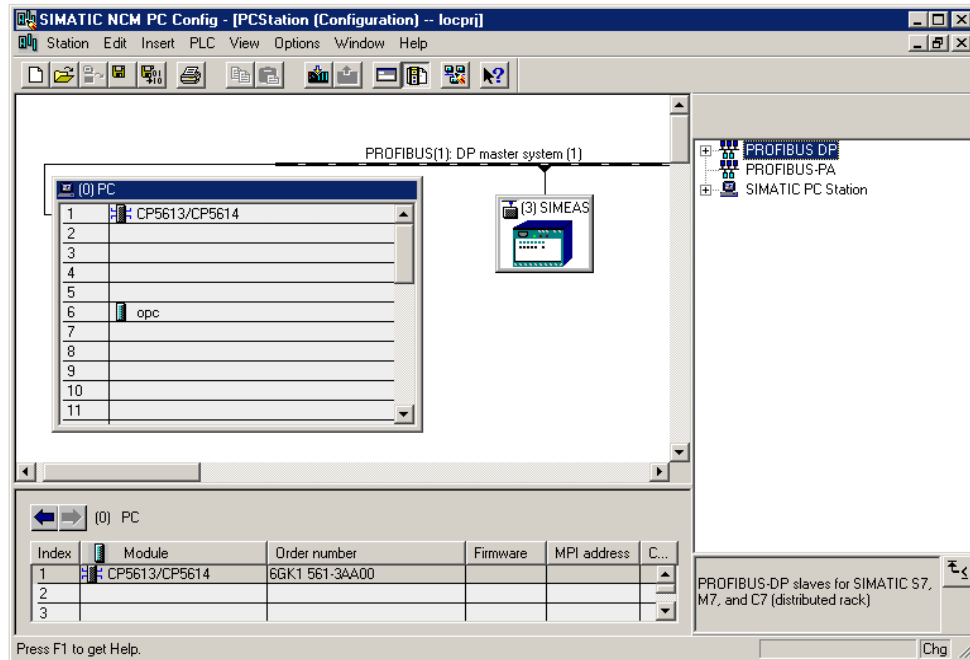 SIMATIC NCM PC Config - [PCStation (Configuration) -- locprj]
Station Edit Insert PLC View Options Window Help
PROFIBUS(1): DP master system (1)
(0) PC
1 CP5613/CP5614
2
3
4
5
6 opc
7
8
9
10
11
(3) SIMEAS
PROFIBUS DP
PROFIBUS-PA
SIMATIC PC Station
(0) PC
Index Module Order number Firmware MPI address C...
1 CP5613/CP5614 6GK1 561-3AA00
2
3
PROFIBUS-DP slaves for SIMATIC S7,
M7, and C7 (distributed rack)
Press F1 to get Help.
Chg